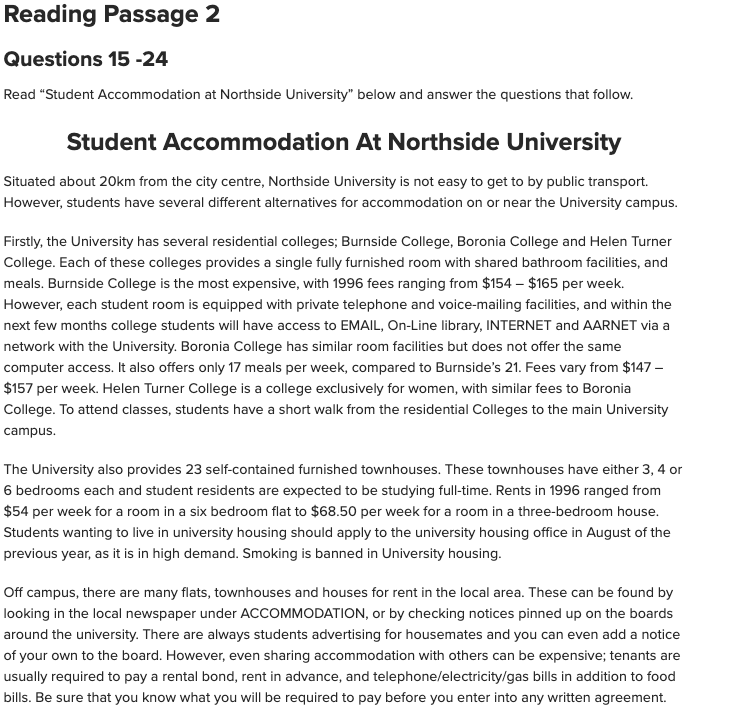 Reading Passage 2
Questions 15 -24
Read “Student Accommodation at Northside University” below and answer the questions that follow.
Student Accommodation At Northside University
Situated about 20km from the city centre, Northside University is not easy to get to by public transport.
However, students have several different alternatives for accommodation on or near the University campus.
Firstly, the University has several residential colleges; Burnside College, Boronia College and Helen Turner
College. Each of these colleges provides a single fully furnished room with shared bathroom facilities, and
meals. Burnside College is the most expensive, with 1996 fees ranging from $154 – $165 per week.
However, each student room is equipped with private telephone and voice-mailing facilities, and within the
next few months college students will have access to EMAIL, On-Line library, INTERNET and AARNET via a
network with the University. Boronia College has similar room facilities but does not offer the same
computer access. It also offers only 17 meals per week, compared to Burnside’s 21. Fees vary from $147 –
$157 per week. Helen Turner College is a college exclusively for women, with similar fees to Boronia
College. To attend classes, students have a short walk from the residential Colleges to the main University
campus.
The University also provides 23 self-contained furnished townhouses. These townhouses have either 3, 4 or
6 bedrooms each and student residents are expected to be studying full-time. Rents in 1996 ranged from
$54 per week for a room in a six bedroom flat to $68.50 per week for a room in a three-bedroom house.
Students wanting to live in university housing should apply to the university housing office in August of the
previous year, as it is in high demand. Smoking is banned in University housing.
Off campus, there are many flats, townhouses and houses for rent in the local area. These can be found by
looking in the local newspaper under ACCOMMODATION, or by checking notices pinned up on the boards
around the university. There are always students advertising for housemates and you can even add a notice
of your own to the board. However, even sharing accommodation with others can be expensive; tenants are
usually required to pay a rental bond, rent in advance, and telephone/electricity/gas bills in addition to food
bills. Be sure that you know what you will be required to pay before you enter into any written agreement.